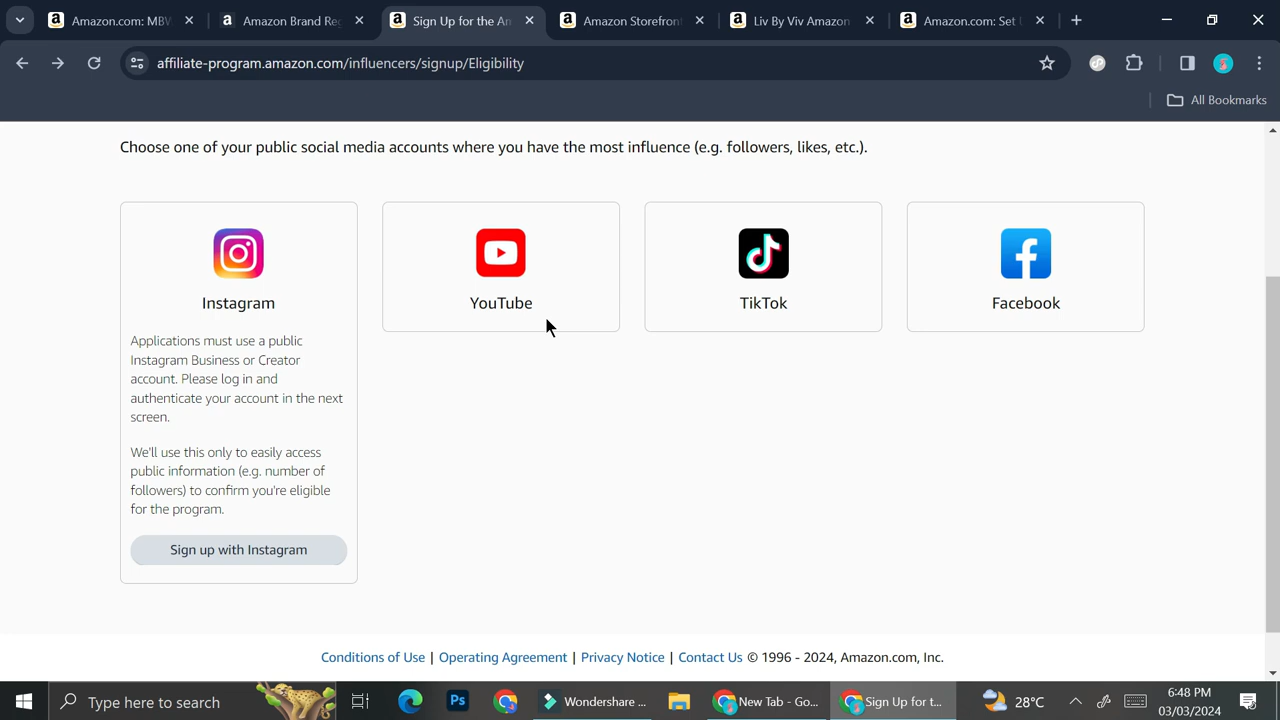 Amazon.com: MBW
Amazon Brand Reg
Sign Up for the Am
Amazon Storefront
Liv By Viv Amazon
Amazon.com: Set U
affiliate-program.amazon.com/influencers/signup/Eligibility
All Bookmarks
Choose one of your public social media accounts where you have the most influence (e.g. followers, likes, etc.).
Instagram
YouTube
TikTok
Facebook
Applications must use a public
Instagram Business or Creator
account. Please log in and
authenticate your account in the next
screen.
We'll use this only to easily access
public information (e.g. number of
followers) to confirm you're eligible
for the program.
Sign up with Instagram
Conditions of Use | Operating Agreement | Privacy Notice | Contact Us © 1996 - 2024, Amazon.com, Inc.
Type here to search
Ps
Wondershare ...
New Tab - Go...
Sign Up for t...
28°C
6:48 PM
03/03/2024